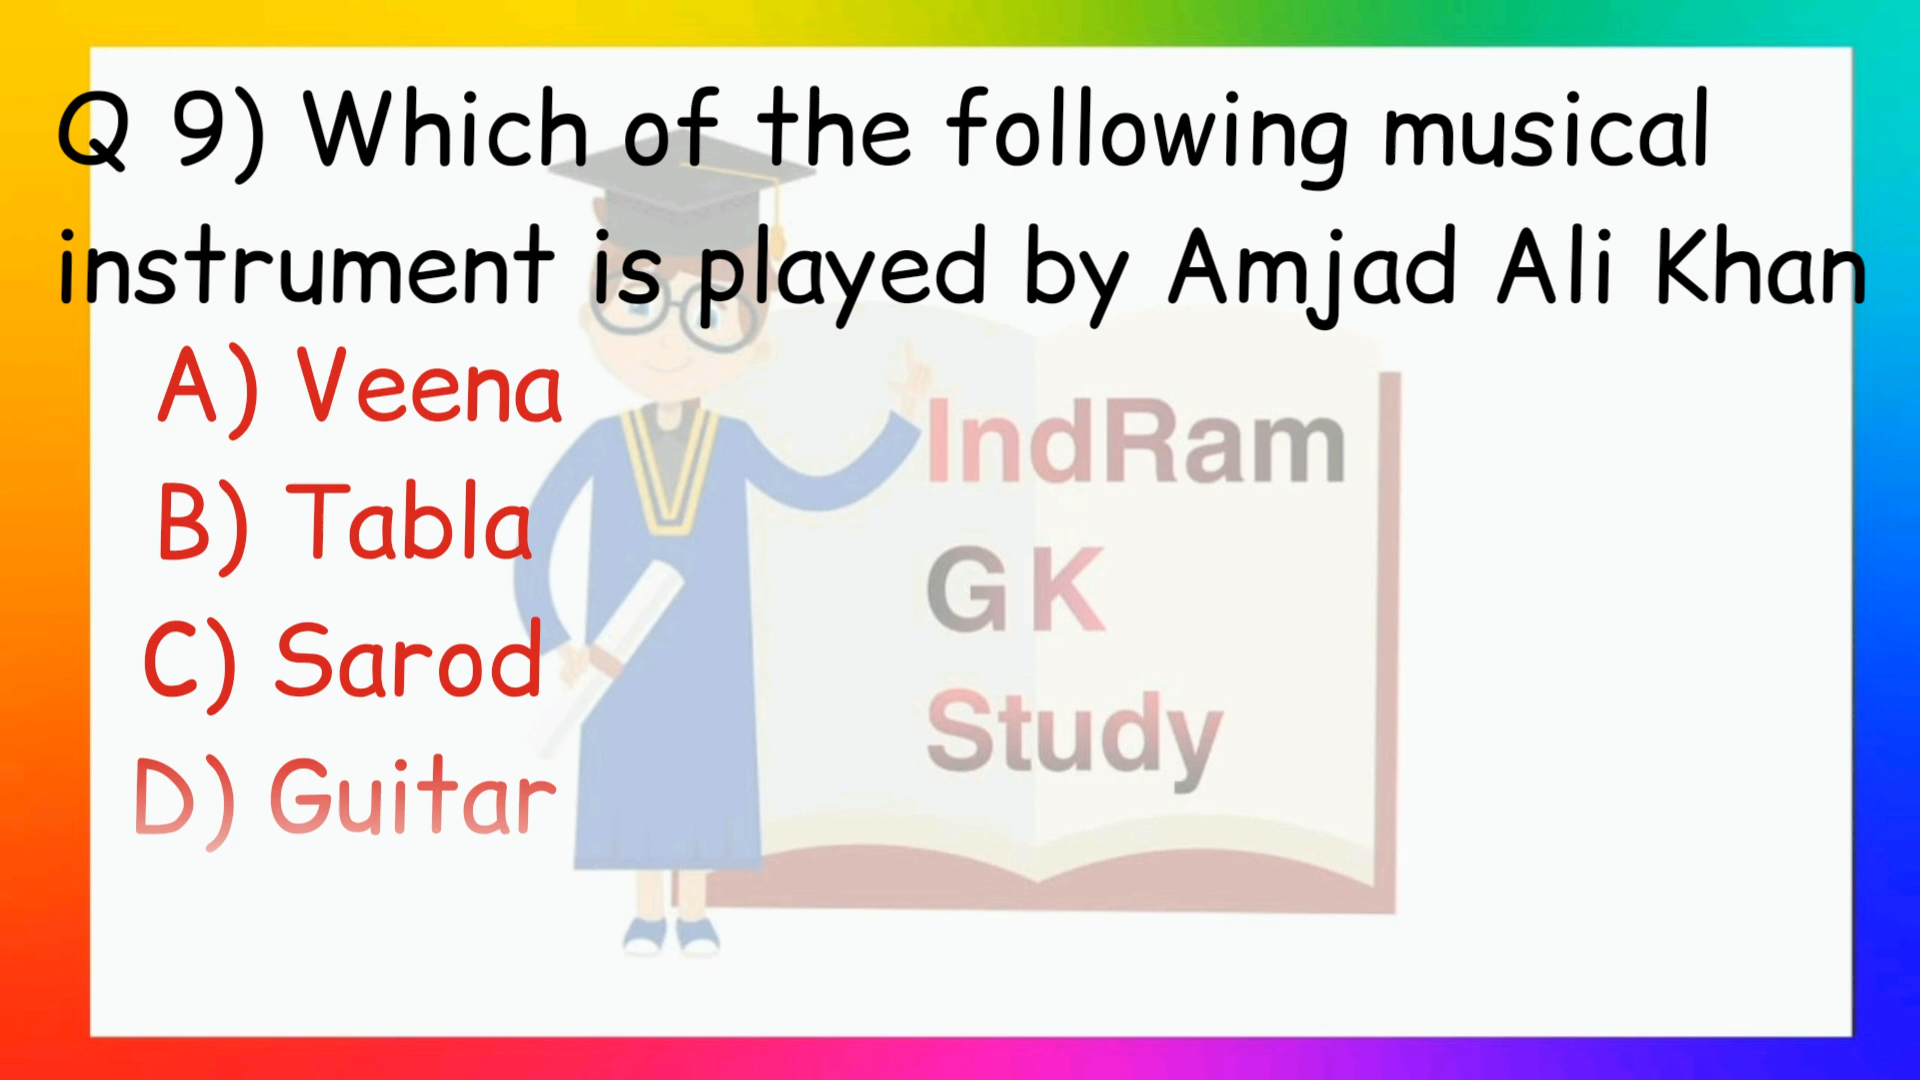 Q 9) Which of the following musical
instrument is played by Amjad Ali Khan
A) Veena
B) Tabla
C) Sarod
D) Guitar
IndRam
GK
Study